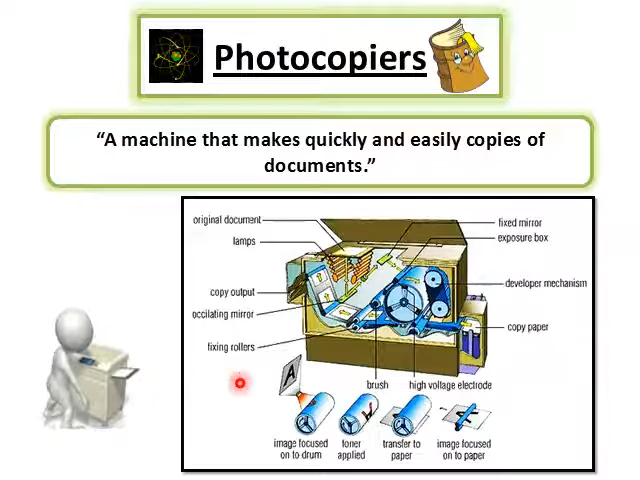 Photocopiers
“A machine that makes quickly and easily copies of
documents.”
original document
lamps
copy output
occilating mirror
fixing rollers
fixed mirror
exposure box
developer mechanism
copy paper
brush
high voltage electrode
A
image focused
on to drum
toner
applied
transfer to
paper
image focused
on to paper